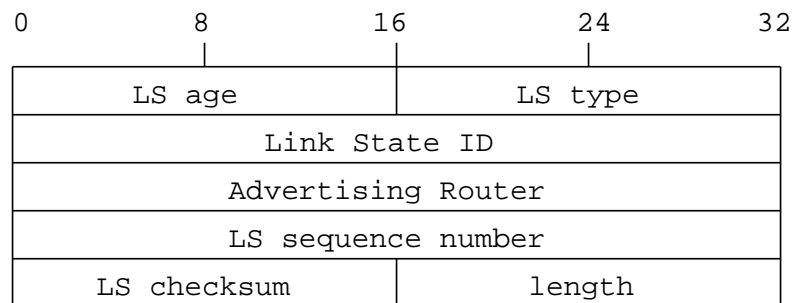 0 8 16 24 32
LS age LS type
Link State ID
Advertising Router
LS sequence number
LS checksum length